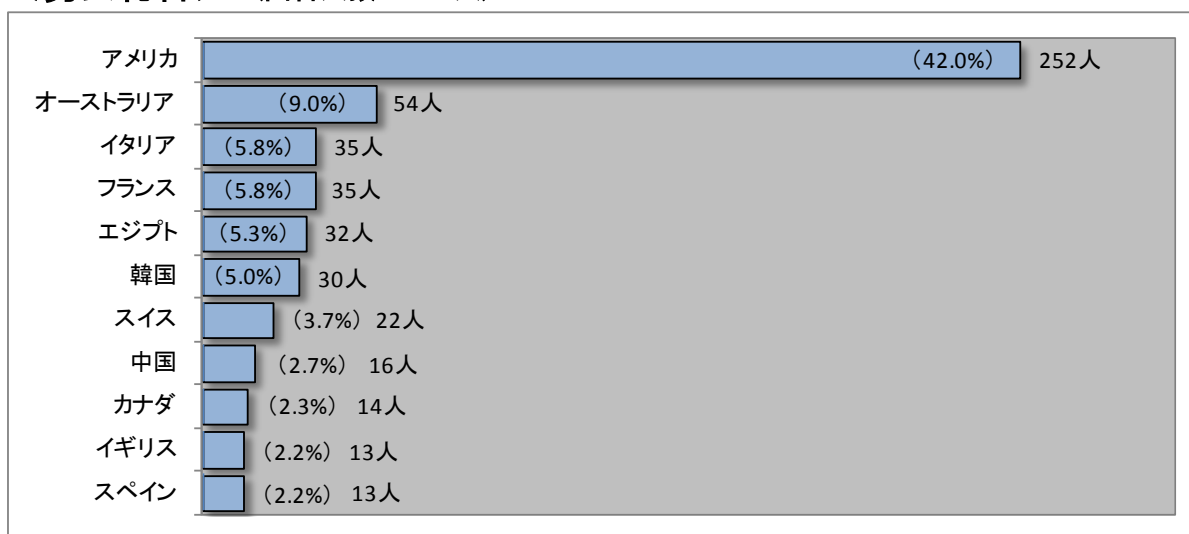 アメリカ (42.0%) 252人
オーストラリア (9.0%) 54人
イタリア (5.8%) 35人
フランス (5.8%) 35人
エジプト (5.3%) 32人
韓国 (5.0%) 30人
スイス (3.7%) 22人
中国 (2.7%) 16人
カナダ (2.3%) 14人
イギリス (2.2%) 13人
スペイン (2.2%) 13人